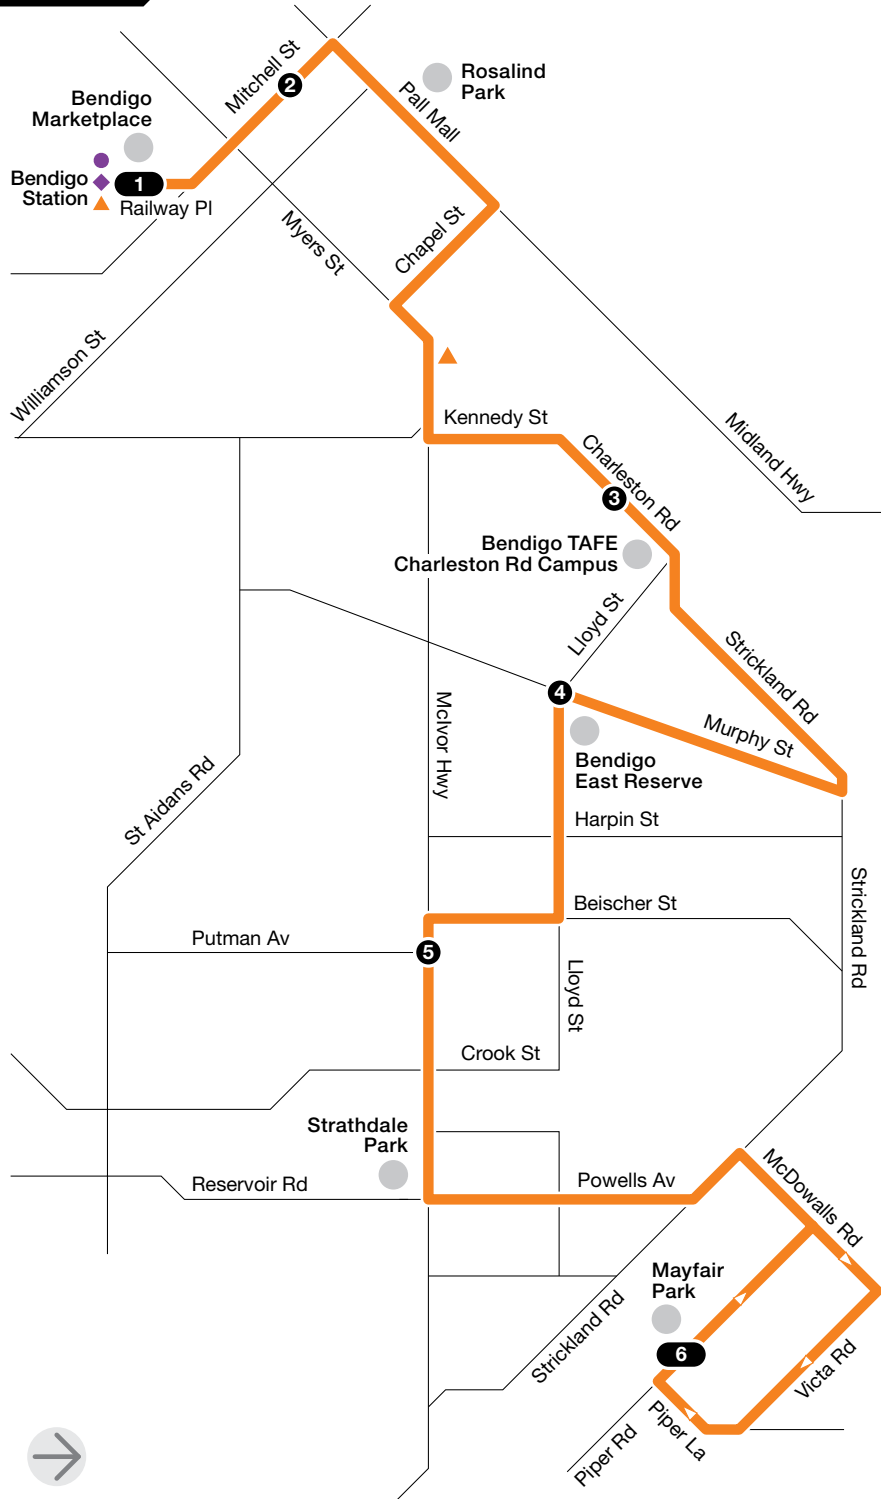 Mitchell St
2
Rosalind
Park
Pall Mall
Bendigo
Marketplace
Bendigo
Station
1
Railway Pl
Myers St
Chapel St
Williamson St
Kennedy St
Midland Hwy
Charleston Rd
3
Bendigo TAFE
Charleston Rd Campus
Lloyd St
Strickland Rd
4
McIvor Hwy
Murphy St
Bendigo
East Reserve
St Aidans Rd
Harpin St
Strickland Rd
Beischer St
Putman Av
5
Lloyd St
Crook St
Strathdale
Park
Reservoir Rd
Powells Av
McDowalls Rd
Mayfair
Park
Strickland Rd
6
Victa Rd
Piper La
Piper Rd